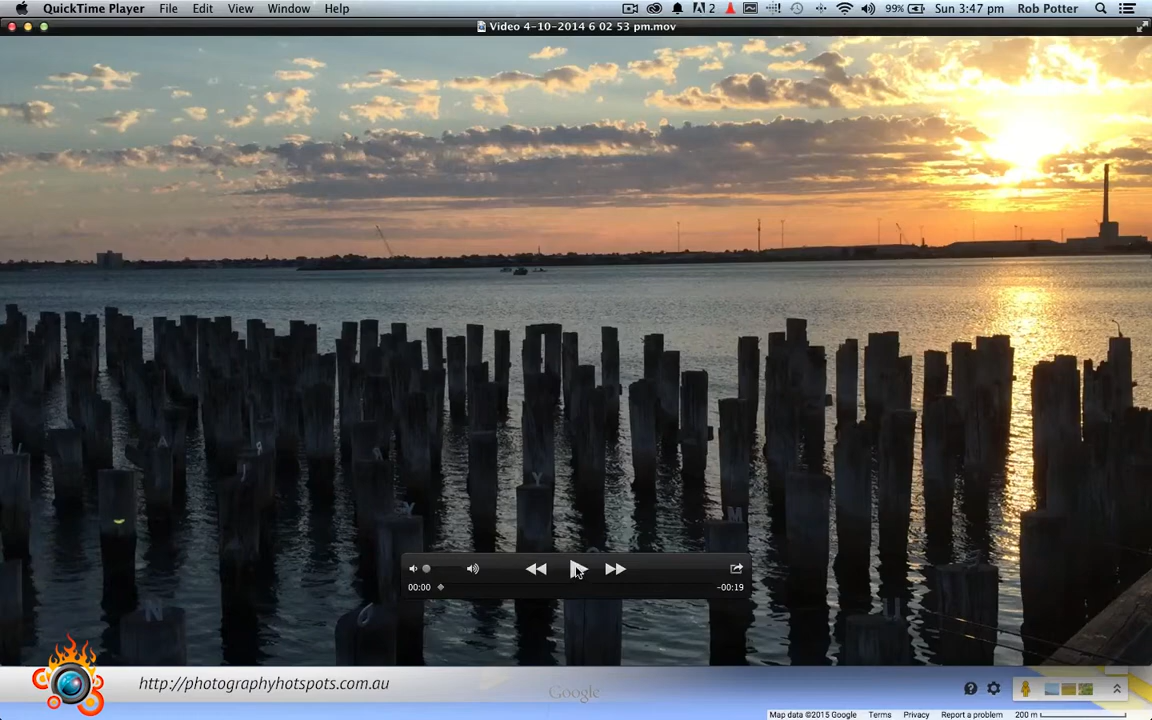 QuickTime Player File Edit View Window Help 2 99% Sun 3:47 pm Rob Potter
Video 4-10-2014 6 02 53 pm.mov
A
Y
Y
M
N
00:00 -00:19
http://photographyhotspots.com.au
Google
Map data ©2015 Google Terms Privacy Report a problem 200 m